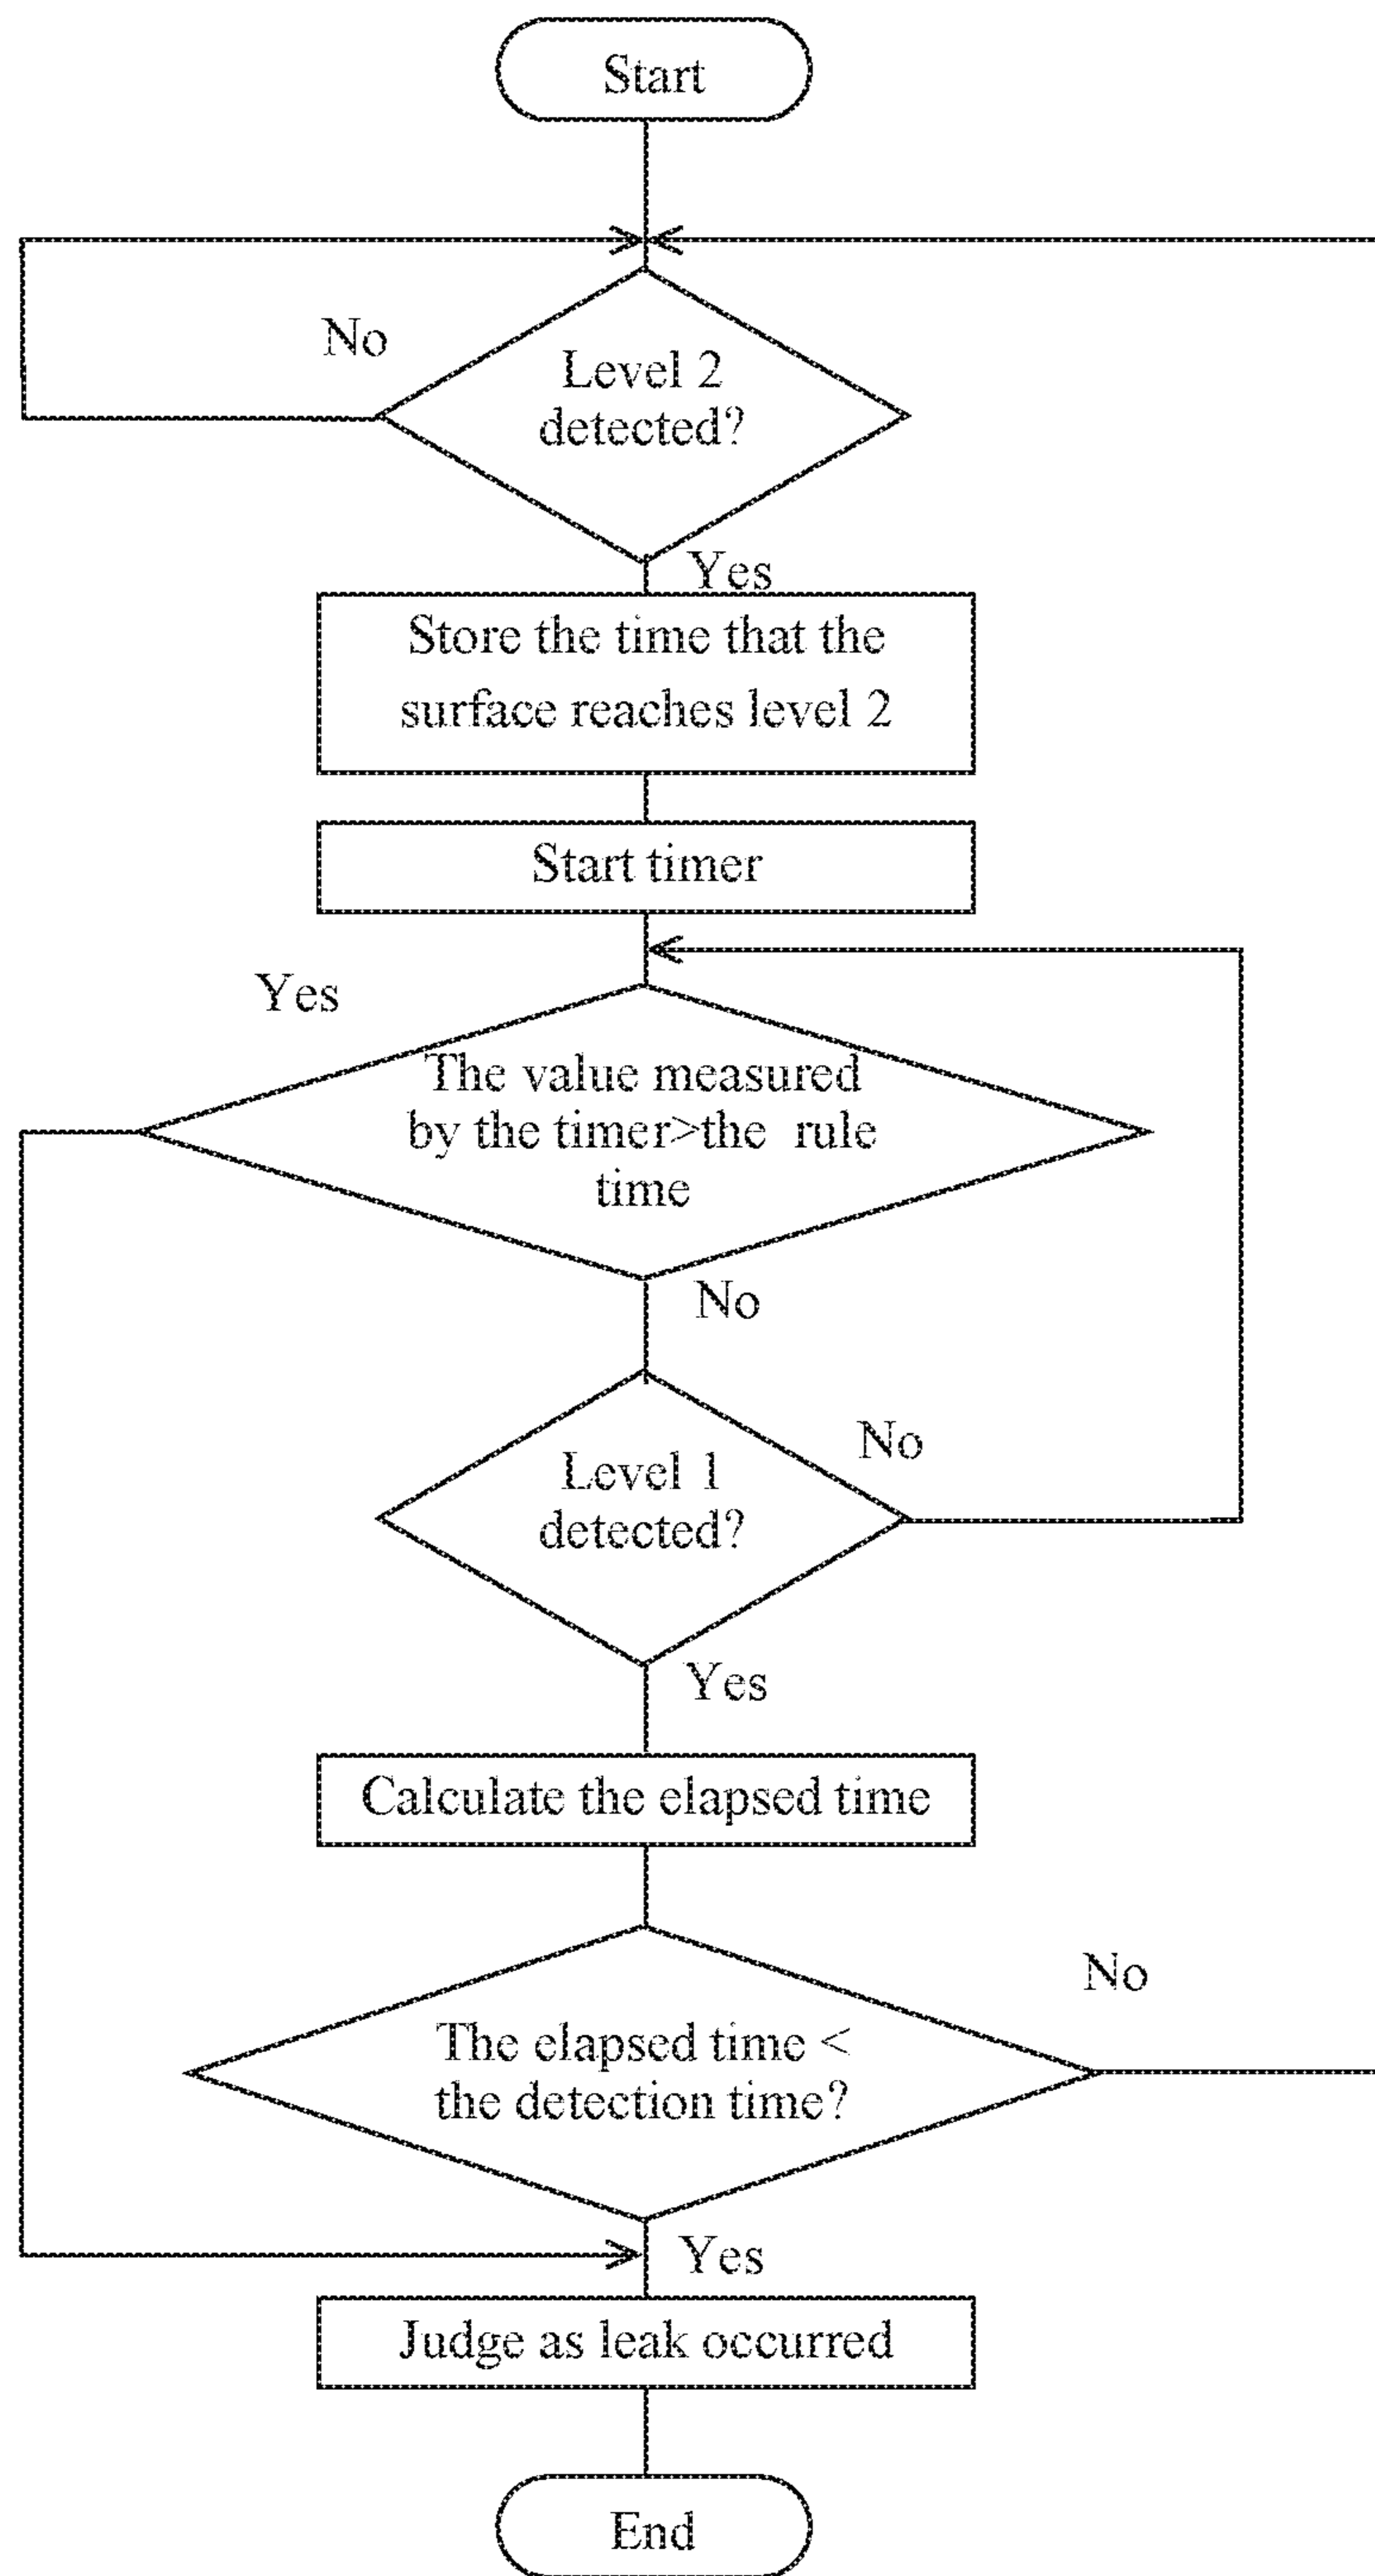 Start
No
Level 2
detected?
Yes
Store the time that the
surface reaches level 2
Start timer
Yes
The value measured
by the timer>the rule
time
No
Level 1
detected?
No
Yes
Calculate the elapsed time
No
The elapsed time <
the detection time?
Yes
Judge as leak occurred
End